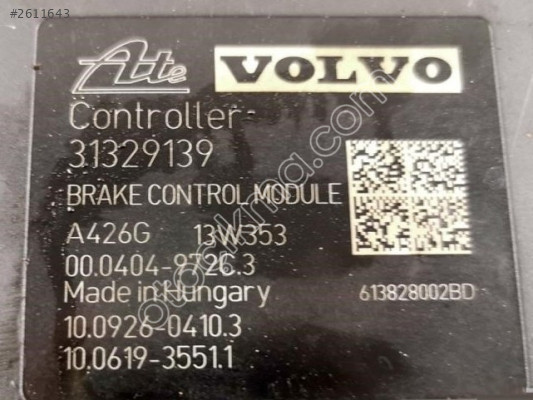 #2611643
Ate VOLVO
Controller-
31329139
BRAKE CONTROL MODULE
A426G 13W353
00.0404-972C.3
Made in Hungary
613828002BD
10.0926-0410.3
10.0619-3551.1